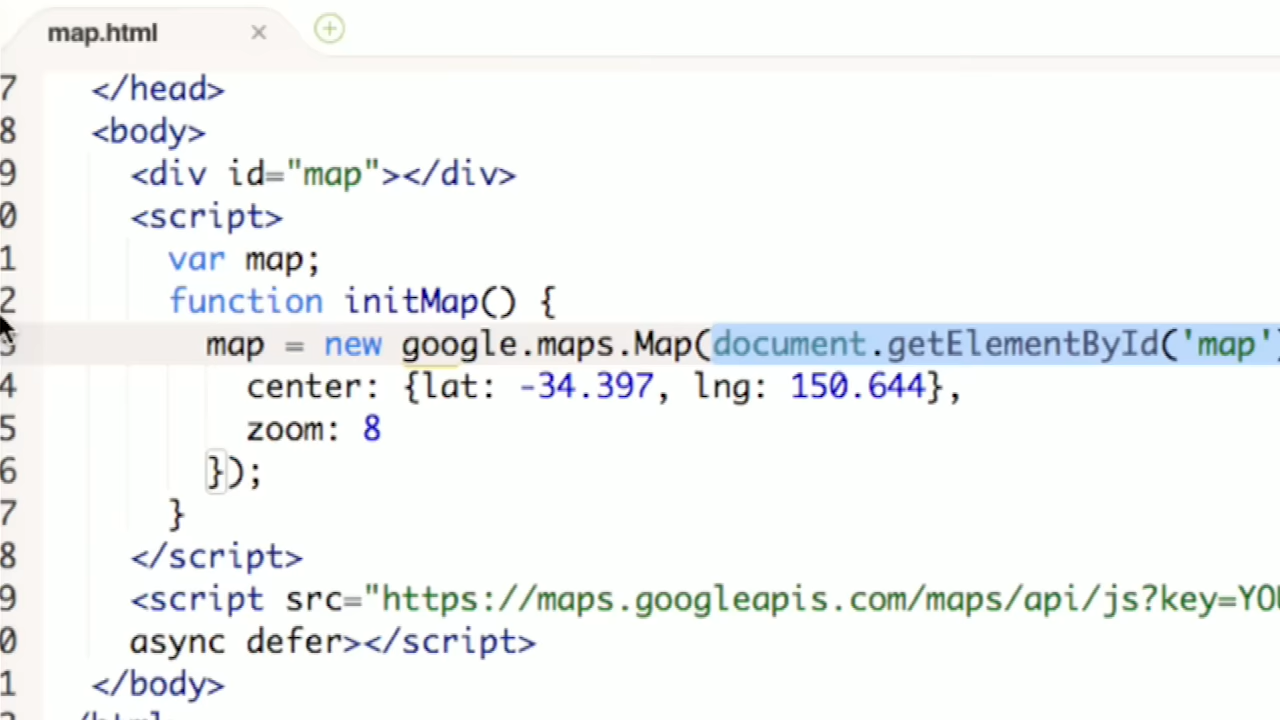 map.html
7 </head>
8 <body>
9 <div id="map"></div>
0 <script>
1 var map;
2 function initMap() {
3 map = new google.maps.Map(document.getElementById('map')
4 center: {lat: -34.397, lng: 150.644},
5 zoom: 8
6 });
7 }
8 </script>
9 <script src="https://maps.googleapis.com/maps/api/js?key=YOU
0 async defer></script>
1 </body>